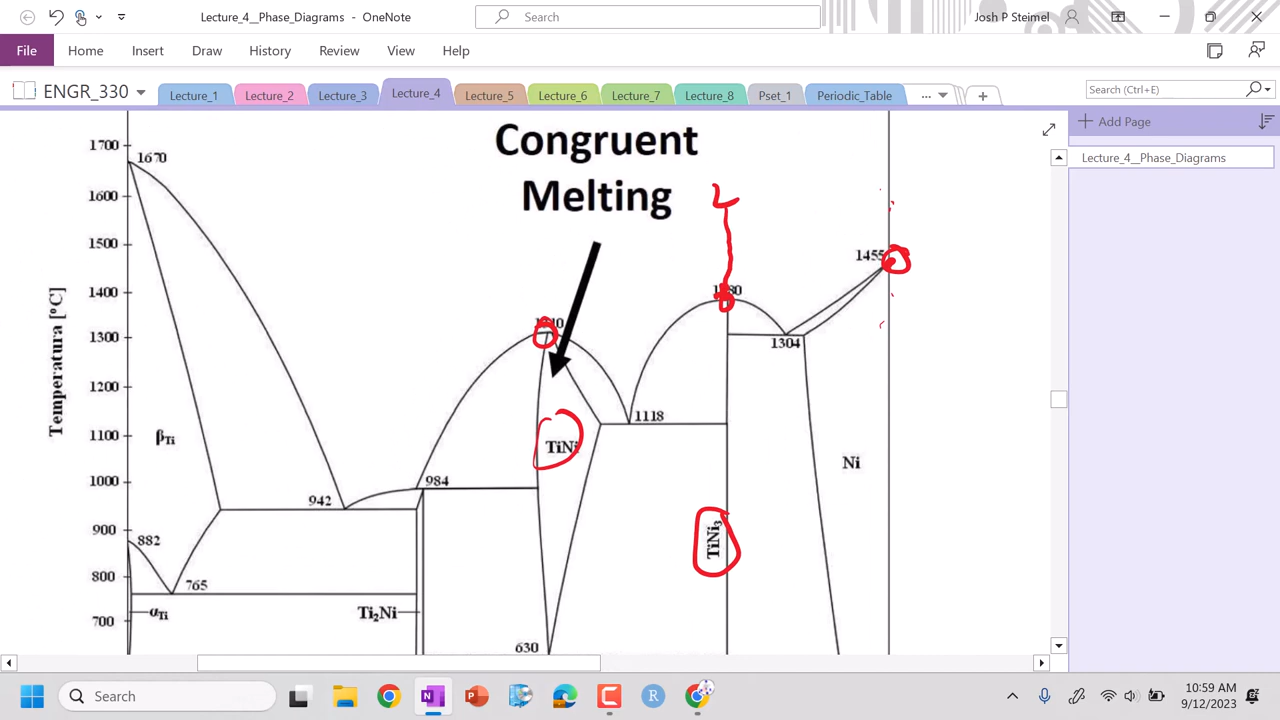 Lecture_4__Phase_Diagrams - OneNote
Search
Josh P Steimel
File Home Insert Draw History Review View Help
ENGR_330
Lecture_1 Lecture_2 Lecture_3 Lecture_4 Lecture_5 Lecture_6 Lecture_7 Lecture_8 Pset_1 Periodic_Table ...
Search (Ctrl+E)
Add Page
Lecture_4__Phase_Diagrams
Congruent
Melting
Temperatura [°C]
1700
1600
1500
1400
1300
1200
1100
1000
900
800
700
1670
L
1455
1304
1118
984
942
882
765
630
βTi
TiNi
Ni
TiNi3
αTi
Ti2Ni
Search
10:59 AM
9/12/2023